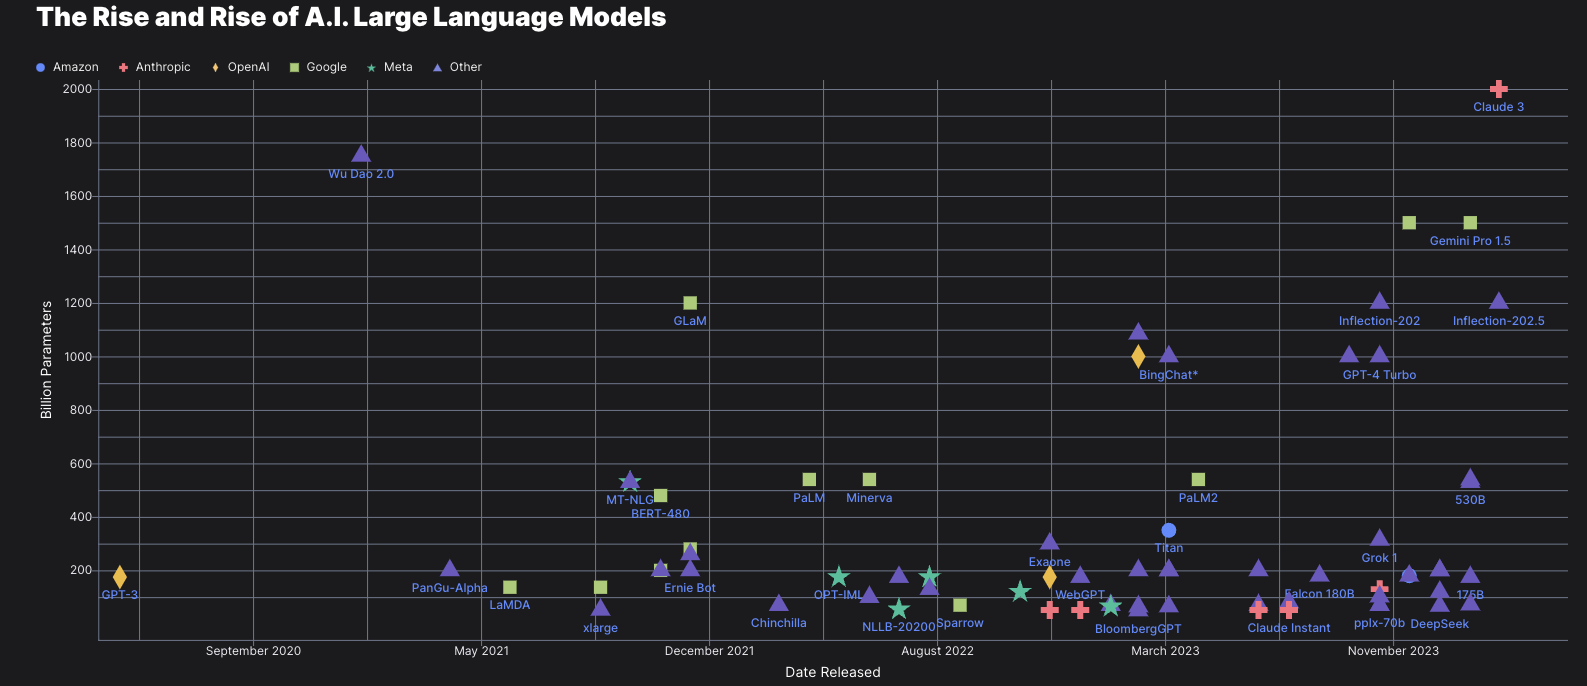 The Rise and Rise of A.I. Large Language Models
Amazon Anthropic OpenAI Google Meta Other
2000
Claude 3
1800
Wu Dao 2.0
1600
1400
Gemini Pro 1.5
1200
GLaM Inflection-202 Inflection-202.5
1000
BingChat* GPT-4 Turbo
800
600
MT-NLG PaLM Minerva PaLM2 530B
BERT-480
400
Titan
Exaone Grok 1
200
GPT-3 PanGu-Alpha Ernie Bot OPT-IML WebGPT Falcon 180B 175B
LaMDA
xlarge Chinchilla NLLB-20200 Sparrow BloombergGPT Claude Instant pplx-70b DeepSeek
Billion Parameters
September 2020 May 2021 December 2021 August 2022 March 2023 November 2023
Date Released